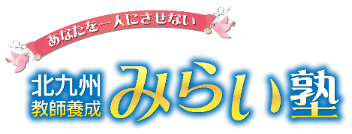 あなたを…一人にさせない
北九州
教師養成
みらい塾